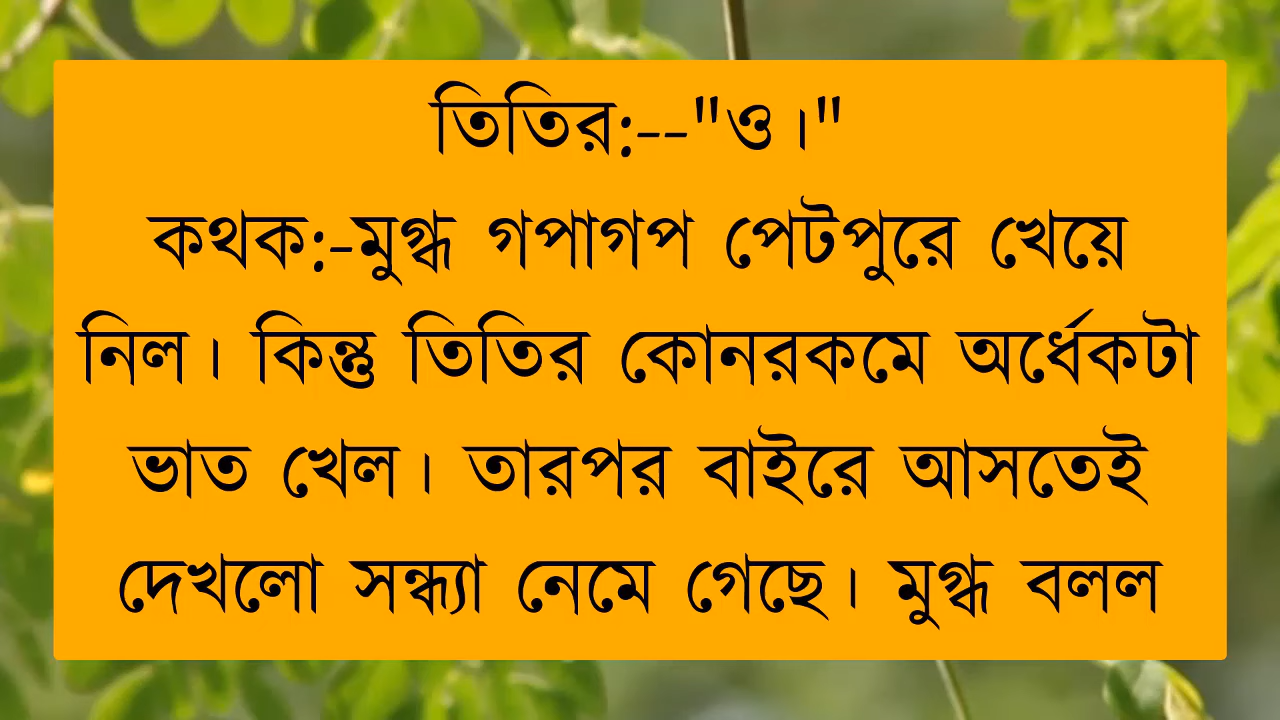 তিতির:--"ও।"
কথক:-মুগ্ধ গপাগপ পেটপুরে খেয়ে
নিল। কিন্তু তিতির কোনরকমে অর্ধেকটা
ভাত খেল। তারপর বাইরে আসতেই
দেখলো সন্ধ্যা নেমে গেছে। মুগ্ধ বলল